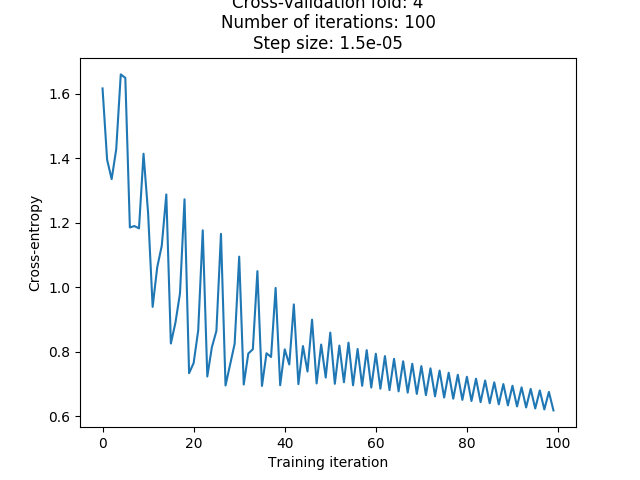 Cross-validation fold: 4
Number of iterations: 100
Step size: 1.5e-05
1.6
1.4
1.2
1.0
0.8
0.6
Cross-entropy
0 20 40 60 80 100
Training iteration